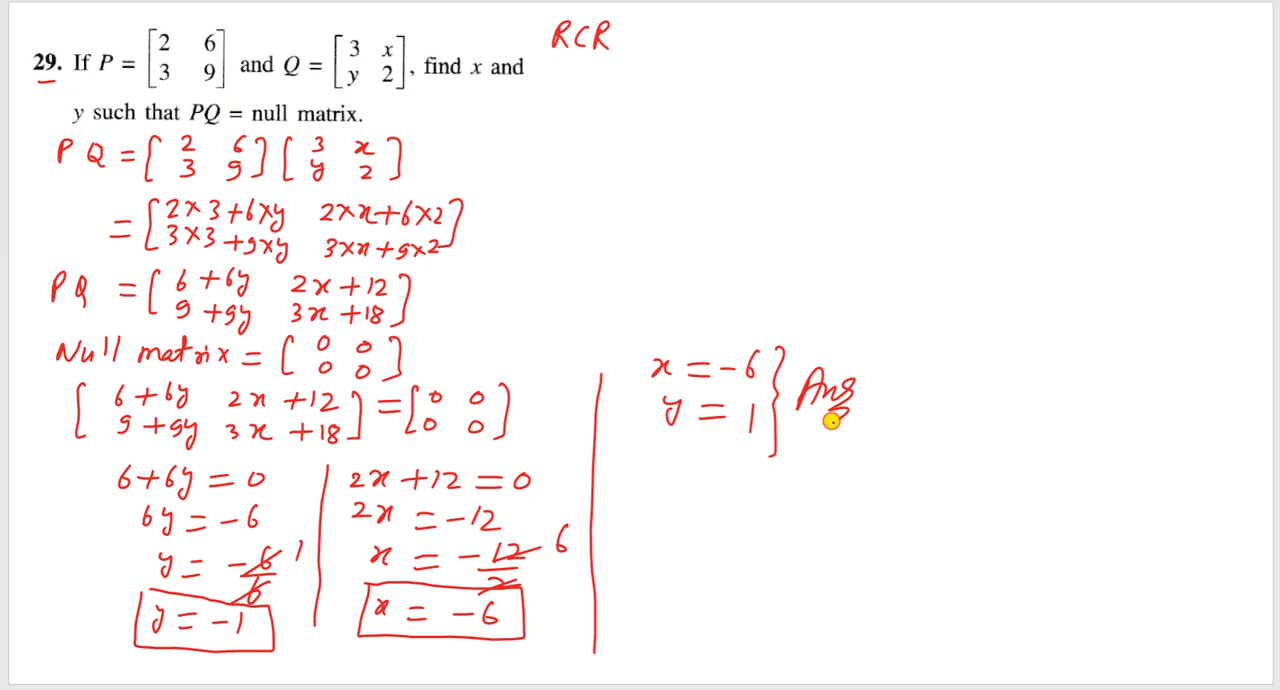 RCR
29. If P = [2 6] and Q = [3 x], find x and
[3 9] [y 2]
y such that PQ = null matrix.
PQ = [2 6] [3 x]
[3 9] [y 2]
= [2×3+6×y 2×x+6×2]
[3×3+9×y 3×x+9×2]
PQ = [6+6y 2x+12]
[9+9y 3x+18]
Null matrix = [0 0]
[0 0]
[6+6y 2x+12] = [0 0]
[9+9y 3x+18] [0 0]
6+6y = 0
6y = -6
y = -6/6 1
y = -1
2x+12 = 0
2x = -12
x = -12/2 6
x = -6
x = -6 } Ans
y = 1